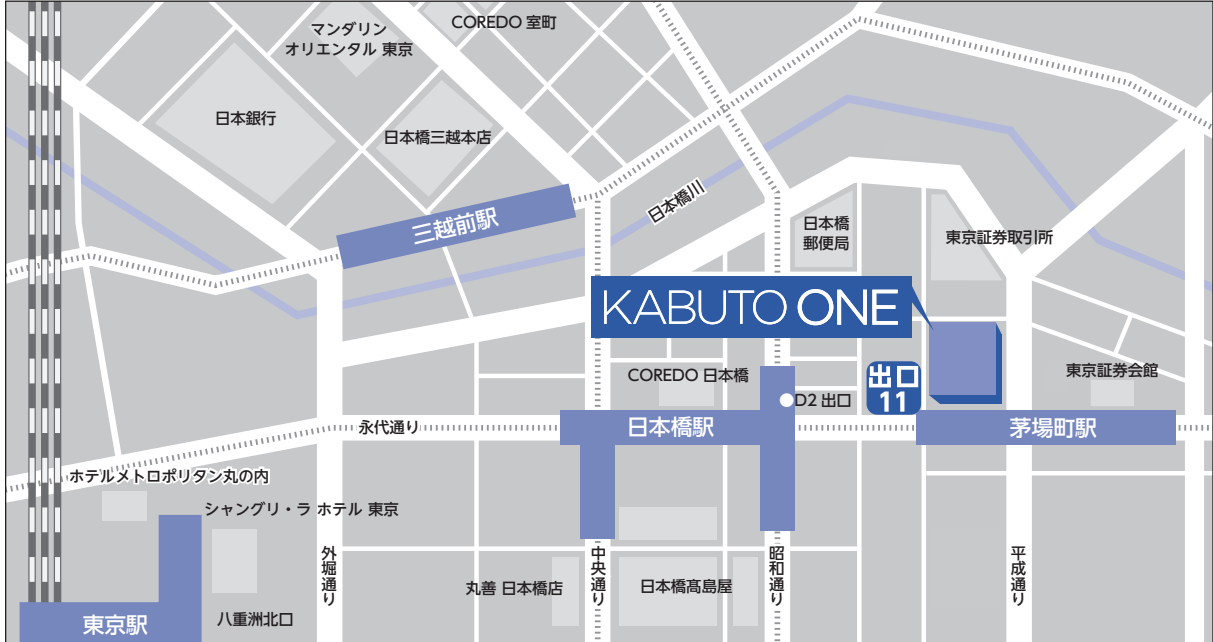 COREDO 室町
マンダリン
オリエンタル 東京
日本銀行
日本橋三越本店
三越前駅
日本橋川
日本橋
郵便局
東京証券取引所
KABUTO ONE
COREDO 日本橋
D2 出口
出口
11
東京証券会館
永代通り
日本橋駅
茅場町駅
ホテルメトロポリタン丸の内
シャングリ・ラ ホテル 東京
外堀通り
中央通り
昭和通り
平成通り
丸善 日本橋店
日本橋髙島屋
東京駅
八重洲北口